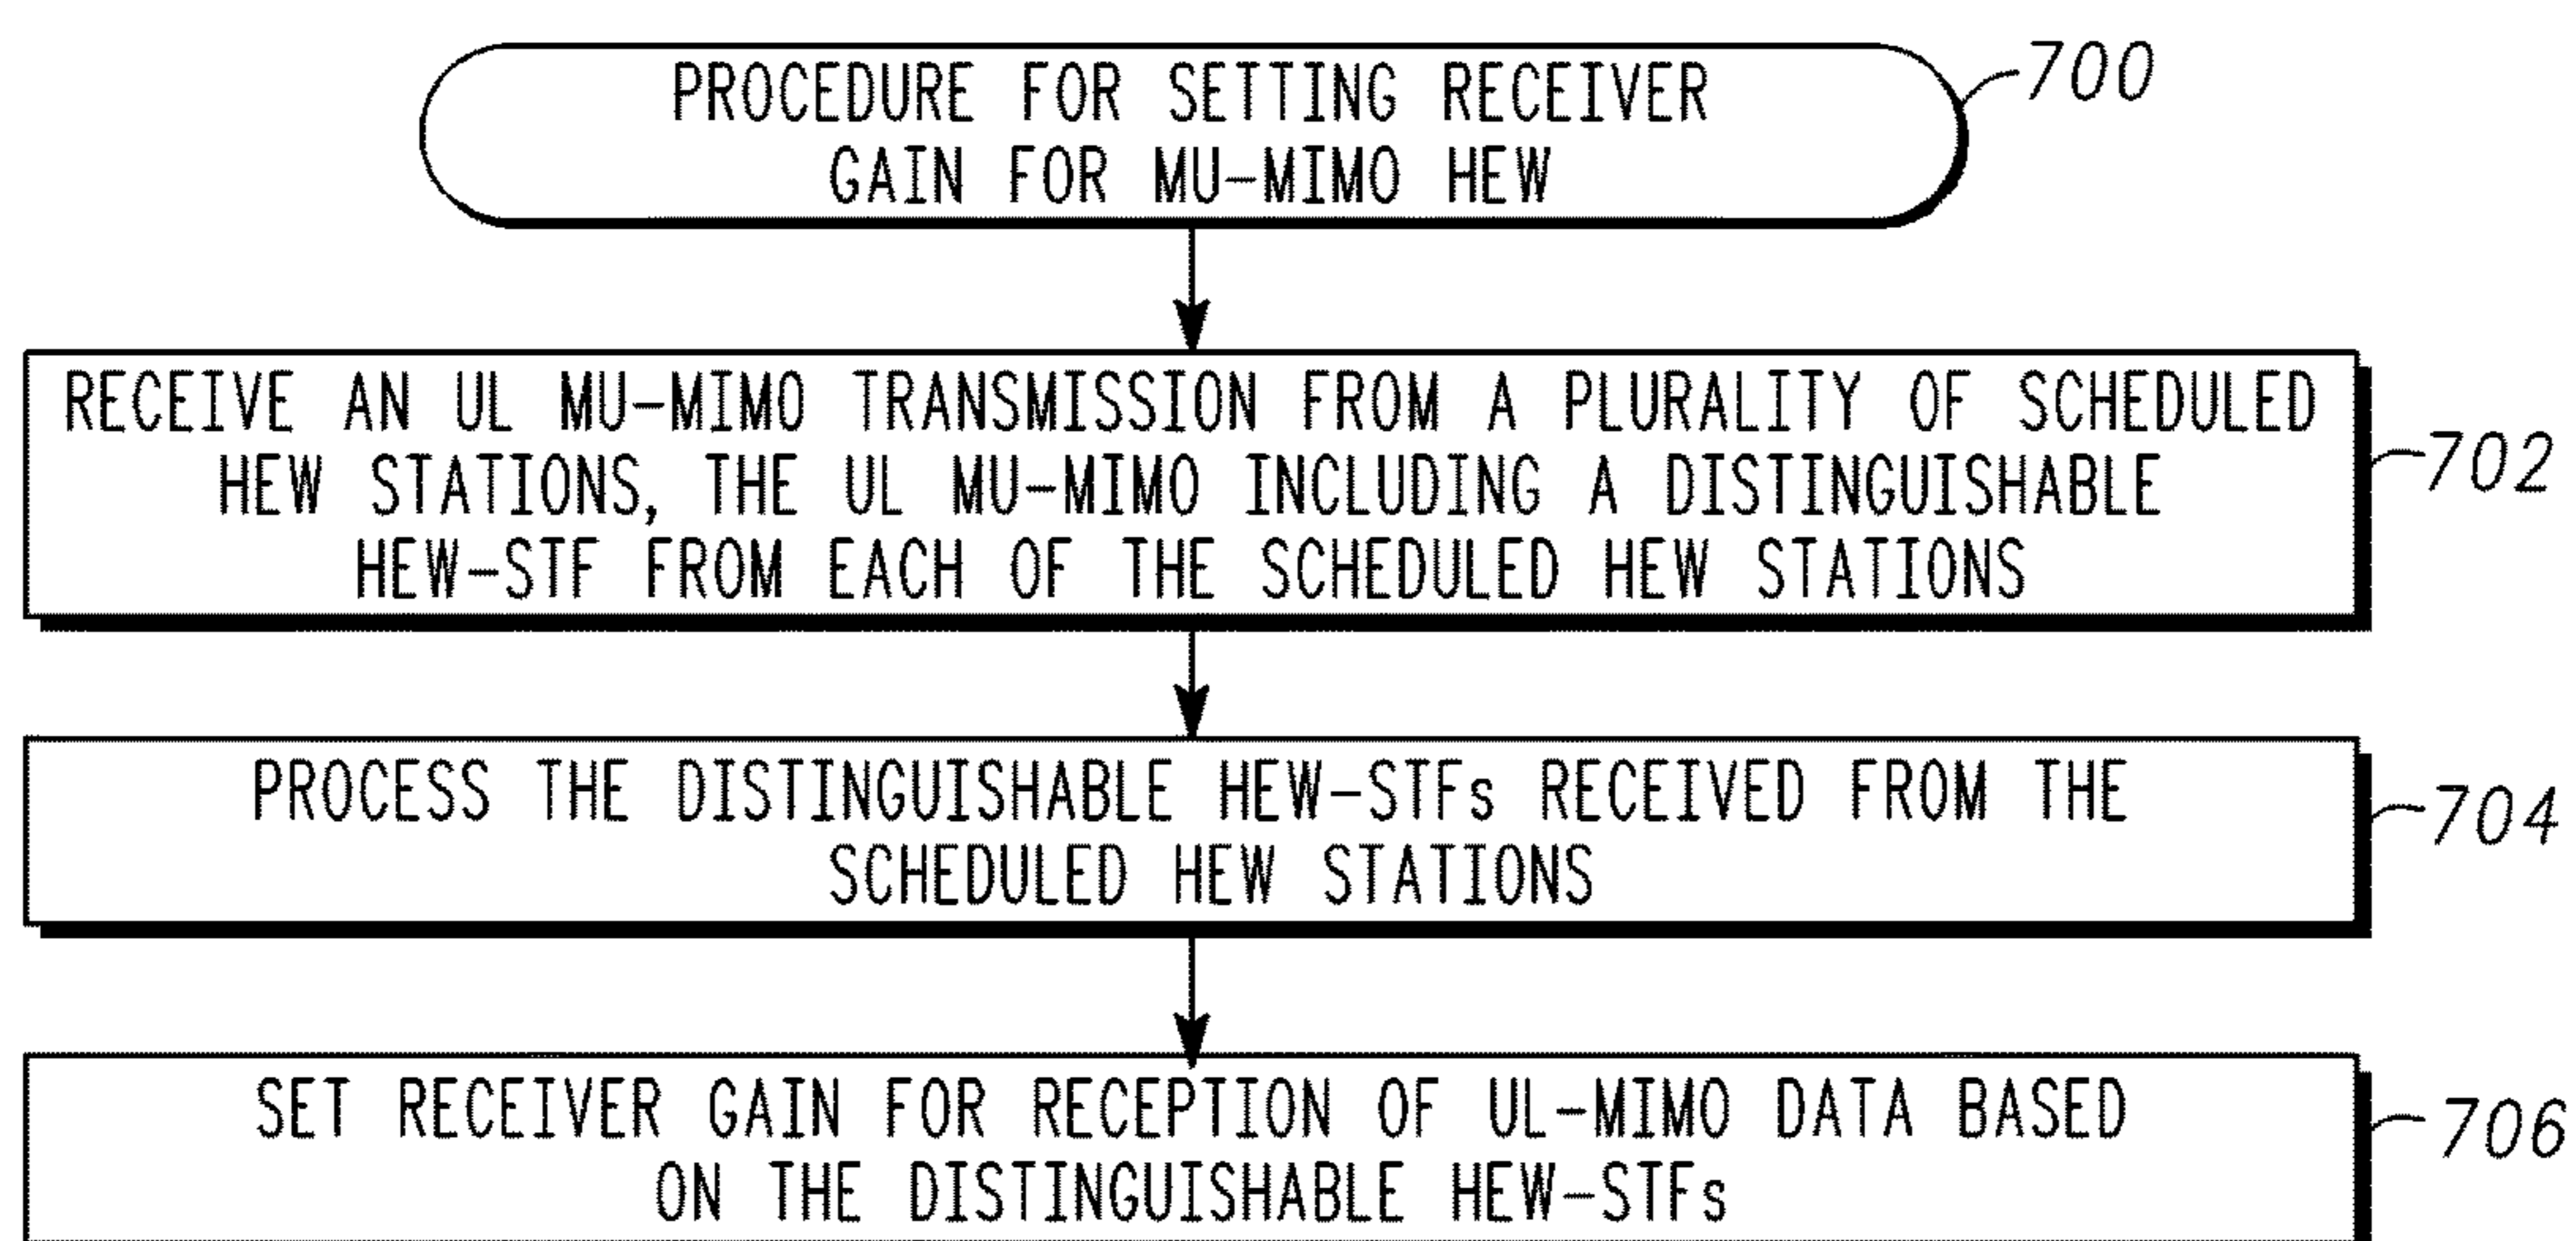 PROCEDURE FOR SETTING RECEIVER
GAIN FOR MU-MIMO HEW
700
RECEIVE AN UL MU-MIMO TRANSMISSION FROM A PLURALITY OF SCHEDULED
HEW STATIONS, THE UL MU-MIMO INCLUDING A DISTINGUISHABLE
HEW-STF FROM EACH OF THE SCHEDULED HEW STATIONS
702
PROCESS THE DISTINGUISHABLE HEW-STFs RECEIVED FROM THE
SCHEDULED HEW STATIONS
704
SET RECEIVER GAIN FOR RECEPTION OF UL-MIMO DATA BASED
ON THE DISTINGUISHABLE HEW-STFs
706